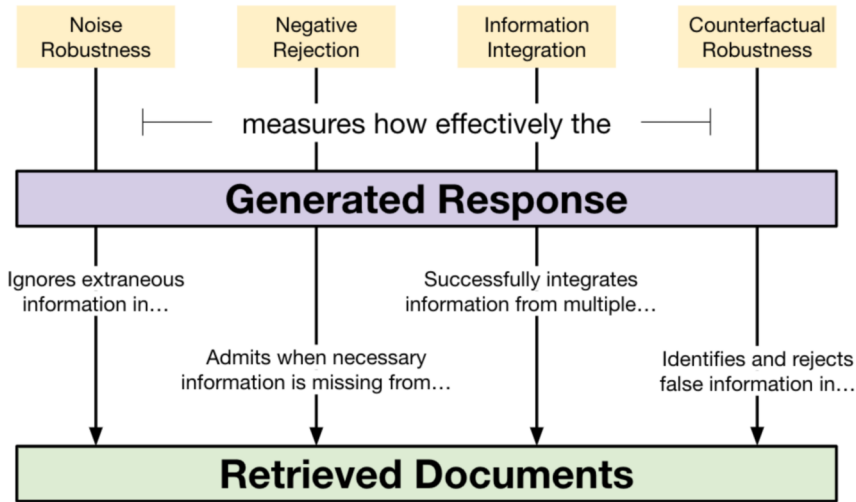 Noise
Robustness
Negative
Rejection
Information
Integration
Counterfactual
Robustness
measures how effectively the
Generated Response
Ignores extraneous
information in…
Successfully integrates
information from multiple…
Admits when necessary
information is missing from…
Identifies and rejects
false information in…
Retrieved Documents